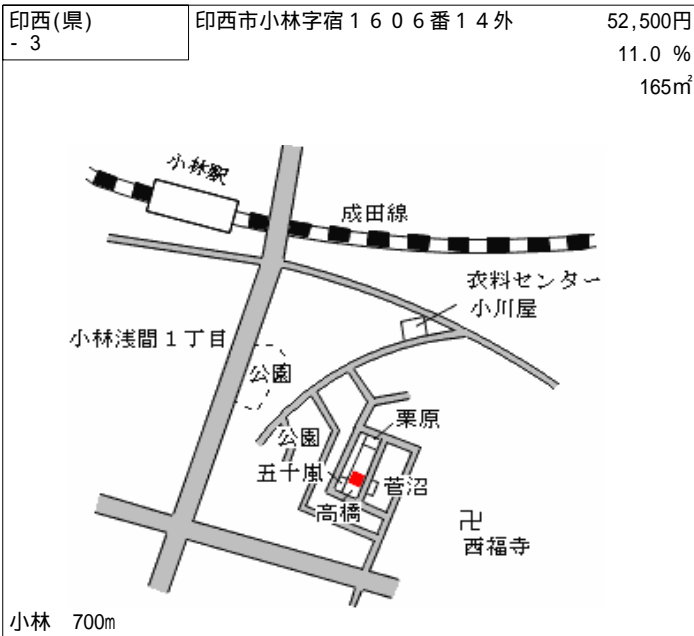 印西(県)
- 3
印西市小林字宿１６０６番１４外
52,500円
11.0 %
165㎡
小林駅
成田線
衣料センター
小川屋
小林浅間１丁目
公園
栗原
公園
五十嵐
菅沼
高橋
卍
西福寺
小林 700m